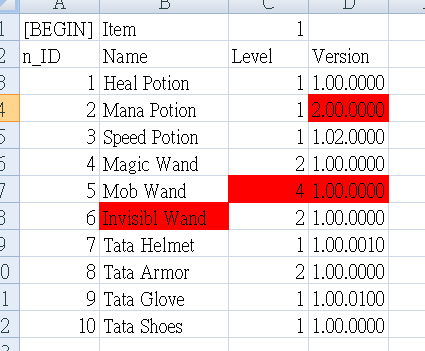 A B C D
1 [BEGIN] Item 1
2 n_ID Name Level Version
3 1 Heal Potion 1 1.00.0000
4 2 Mana Potion 1 2.00.0000
5 3 Speed Potion 1 1.02.0000
6 4 Magic Wand 2 1.00.0000
7 5 Mob Wand 4 1.00.0000
8 6 Invisibl Wand 2 1.00.0000
9 7 Tata Helmet 1 1.00.0010
0 8 Tata Armor 2 1.00.0000
1 9 Tata Glove 1 1.00.0100
2 10 Tata Shoes 1 1.00.0000